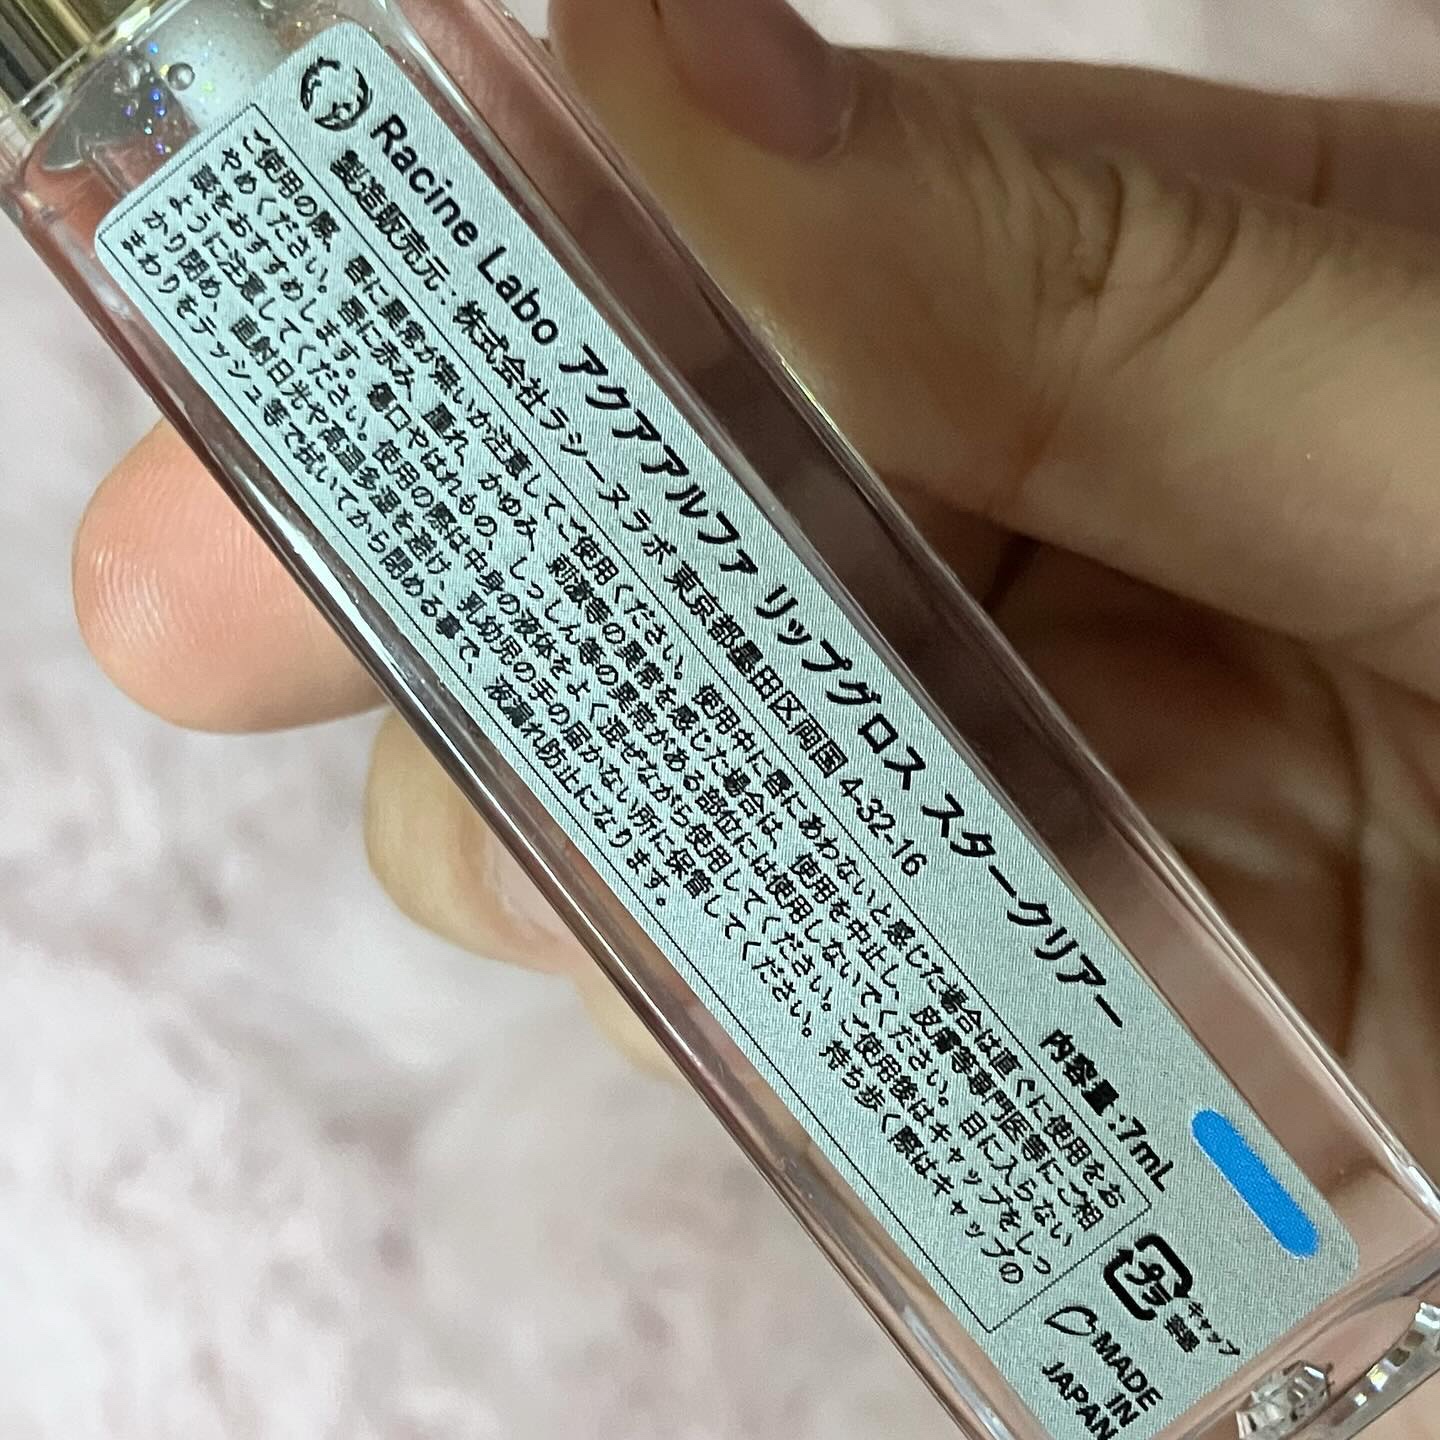 Racine Labo アクアアルファ リップグロス スタークリアー
内容量:7mL
製造販売元:株式会社ラシーヌラボ 東京都墨田区両国 4-32-16
ご使用の際、唇に異常が無いか注意してご使用ください。使用中に唇にあわないと感じた場合は直ぐに使用をお
やめください。唇に赤み、腫れ、かゆみ、刺激等の異常を感じた場合は、使用を中止し、皮膚等専門医等にご相
談をおすすめします。傷口やはれもの、しっしん等の異常がある部位には使用しないでください。目に入らない
ように注意してください。使用の際は中身の液体をよく混ぜながら使用してください。ご使用後はキャップをしっ
かり閉め、直射日光や高温多湿を避け、乳幼児の手の届かない所に保管してください。持ち歩く際はキャップの
まわりをテッシュ等で拭いてから閉める事で、液漏れ防止になります。
プラ
キャップ
容器
MADE
IN
JAPAN